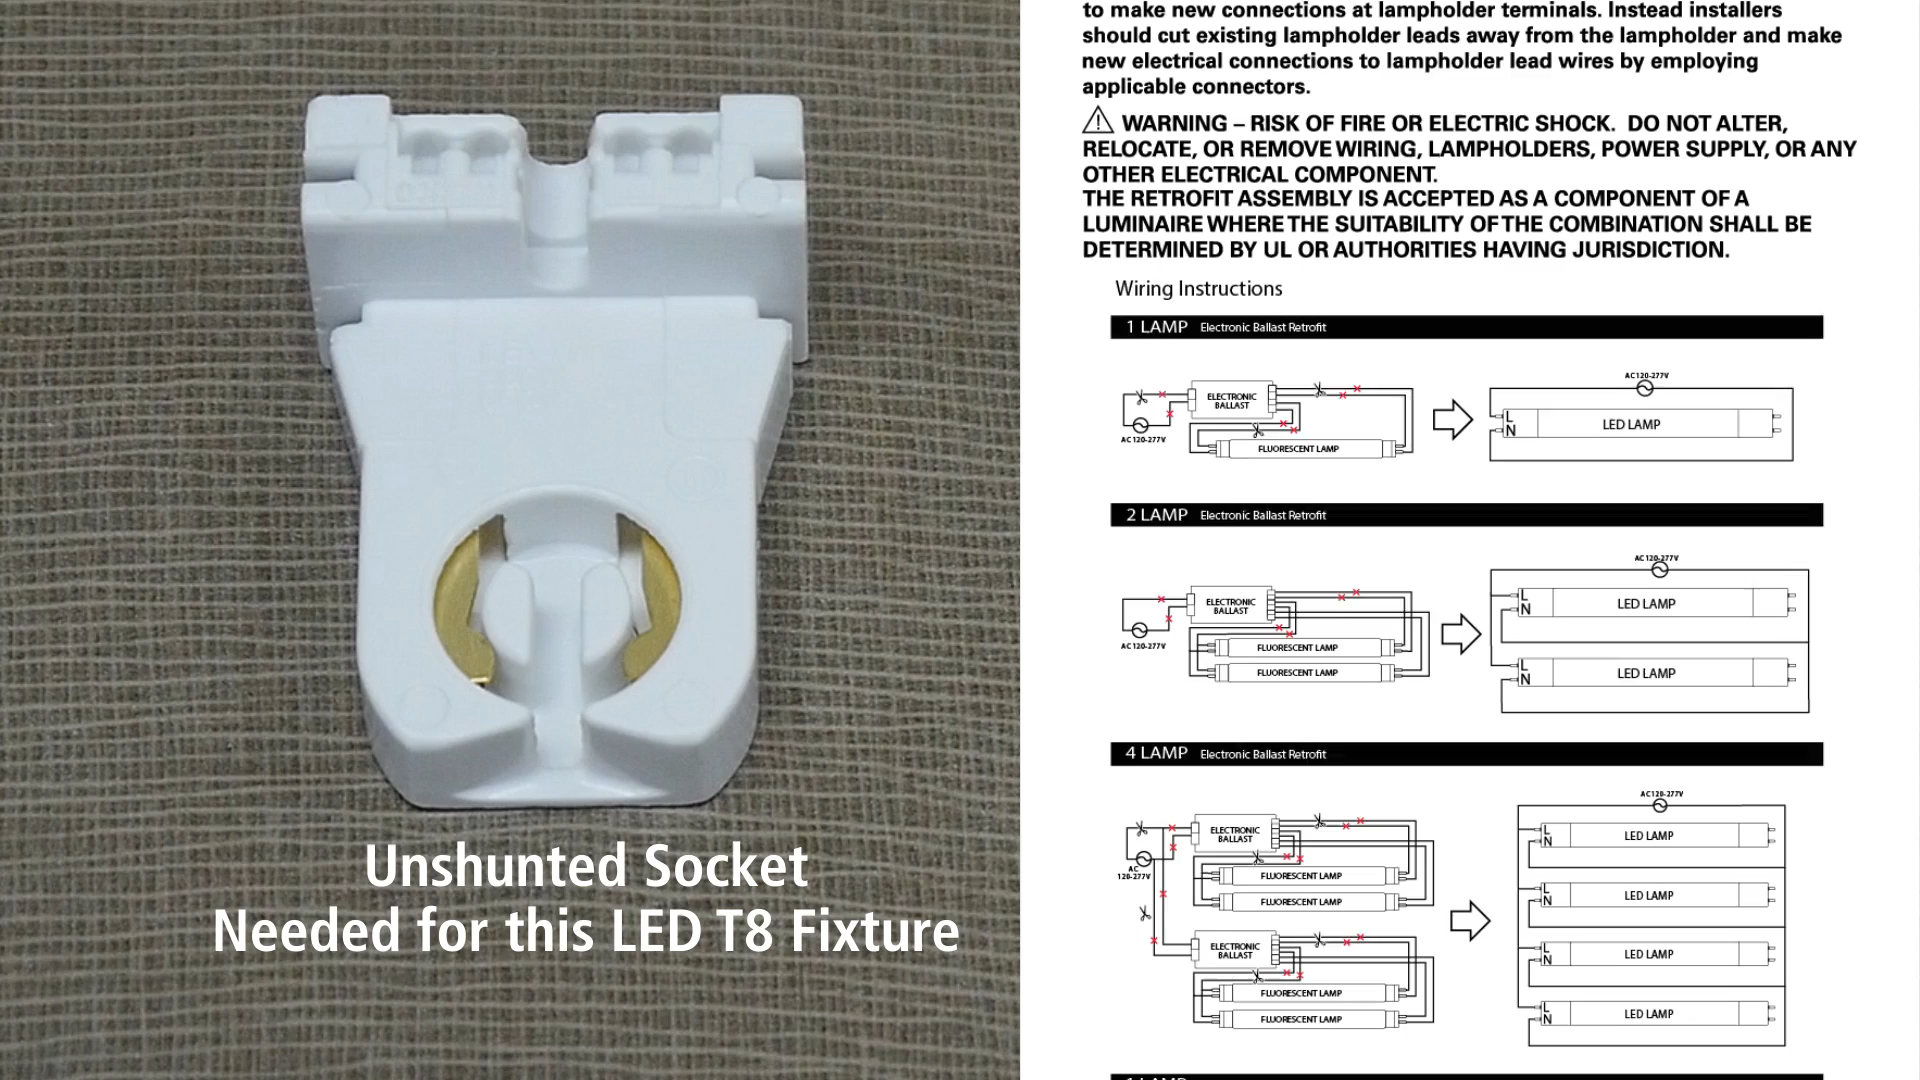 Unshunted Socket
Needed for this LED T8 Fixture
to make new connections at lampholder terminals. Instead installers
should cut existing lampholder leads away from the lampholder and make
new electrical connections to lampholder lead wires by employing
applicable connectors.
WARNING – RISK OF FIRE OR ELECTRIC SHOCK. DO NOT ALTER,
RELOCATE, OR REMOVE WIRING, LAMPHOLDERS, POWER SUPPLY, OR ANY
OTHER ELECTRICAL COMPONENT.
THE RETROFIT ASSEMBLY IS ACCEPTED AS A COMPONENT OF A
LUMINAIRE WHERE THE SUITABILITY OF THE COMBINATION SHALL BE
DETERMINED BY UL OR AUTHORITIES HAVING JURISDICTION.
Wiring Instructions
1 LAMP Electronic Ballast Retrofit
ELECTRONIC
BALLAST
AC120-277V
FLUORESCENT LAMP
AC120-277V
L
N
LED LAMP
2 LAMP Electronic Ballast Retrofit
ELECTRONIC
BALLAST
AC120-277V
FLUORESCENT LAMP
FLUORESCENT LAMP
AC120-277V
L
N
LED LAMP
L
N
LED LAMP
4 LAMP Electronic Ballast Retrofit
ELECTRONIC
BALLAST
AC
120-277V
FLUORESCENT LAMP
FLUORESCENT LAMP
ELECTRONIC
BALLAST
FLUORESCENT LAMP
FLUORESCENT LAMP
AC120-277V
L
N
LED LAMP
L
N
LED LAMP
L
N
LED LAMP
L
N
LED LAMP